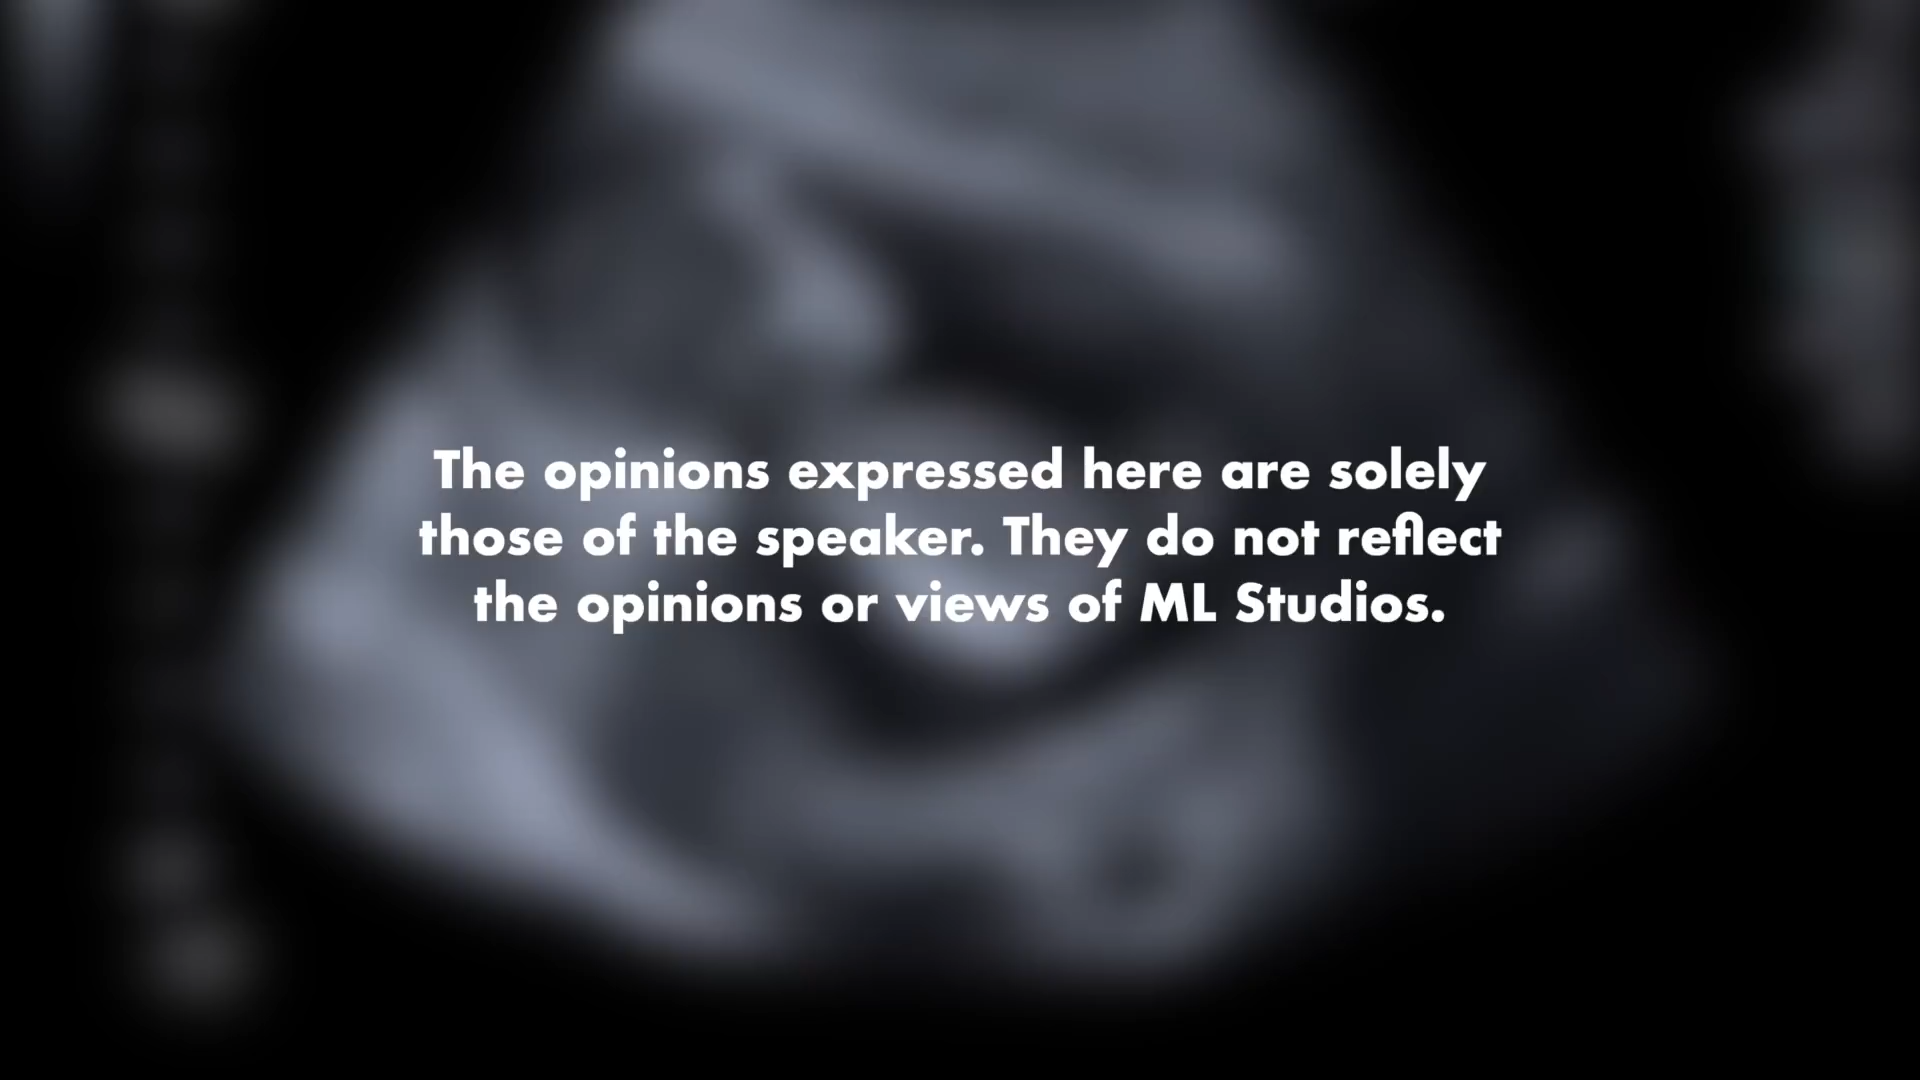 The opinions expressed here are solely
those of the speaker. They do not reflect
the opinions or views of ML Studios.